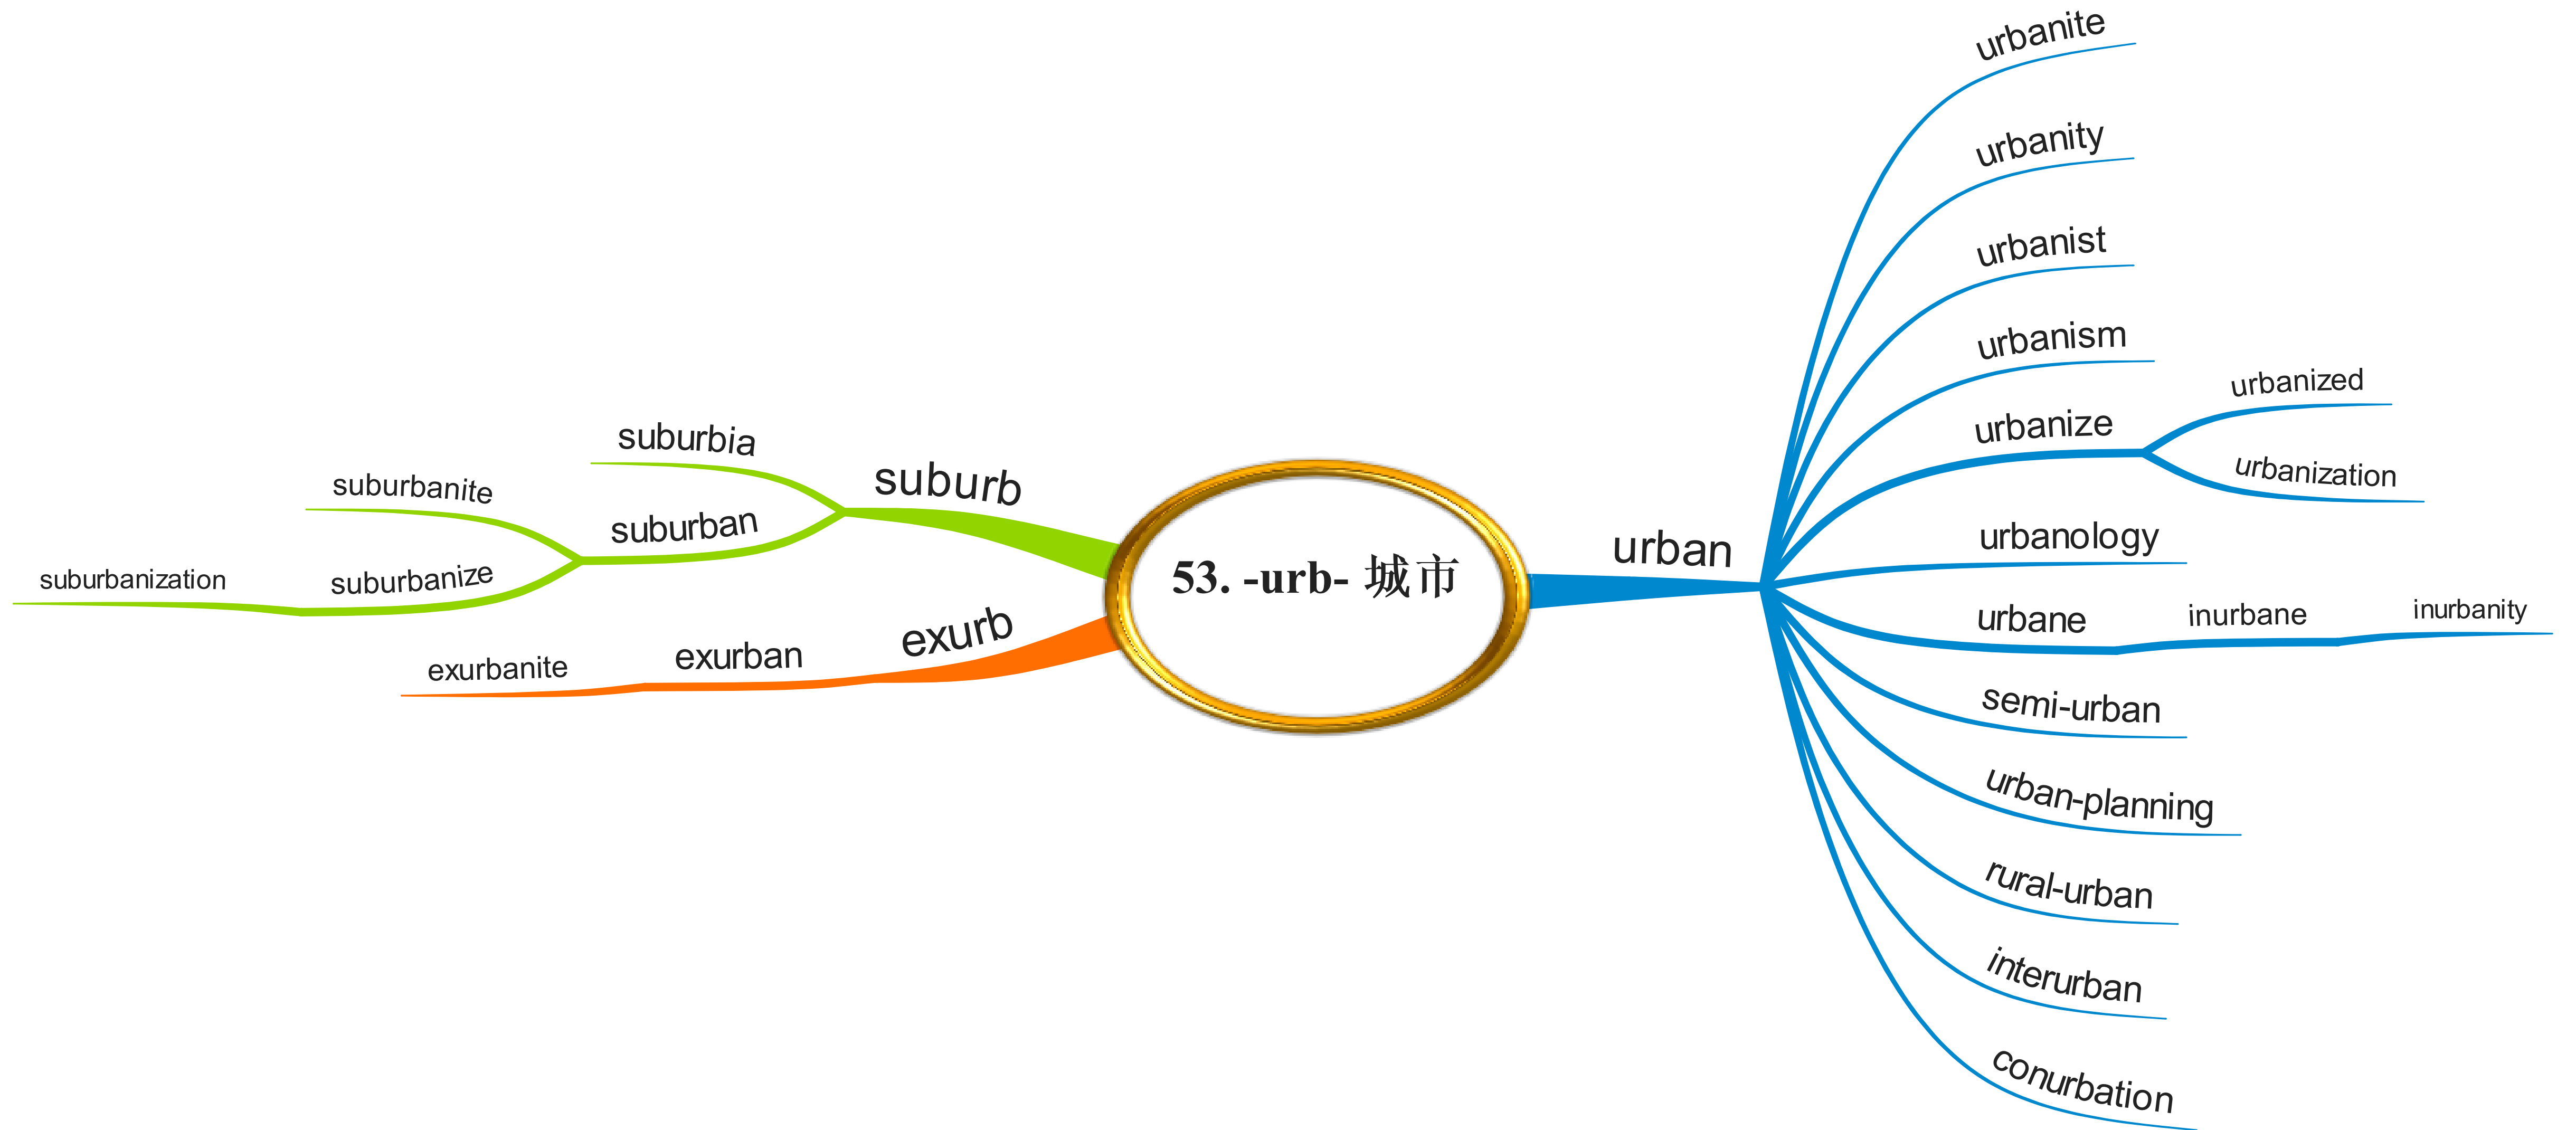 53. -urb- 城市
urban
urbanite
urbanity
urbanist
urbanism
urbanize
urbanized
urbanization
urbanology
urbane
inurbane
inurbanity
semi-urban
urban-planning
rural-urban
interurban
conurbation
suburb
suburbia
suburban
suburbanite
suburbanize
suburbanization
exurb
exurban
exurbanite